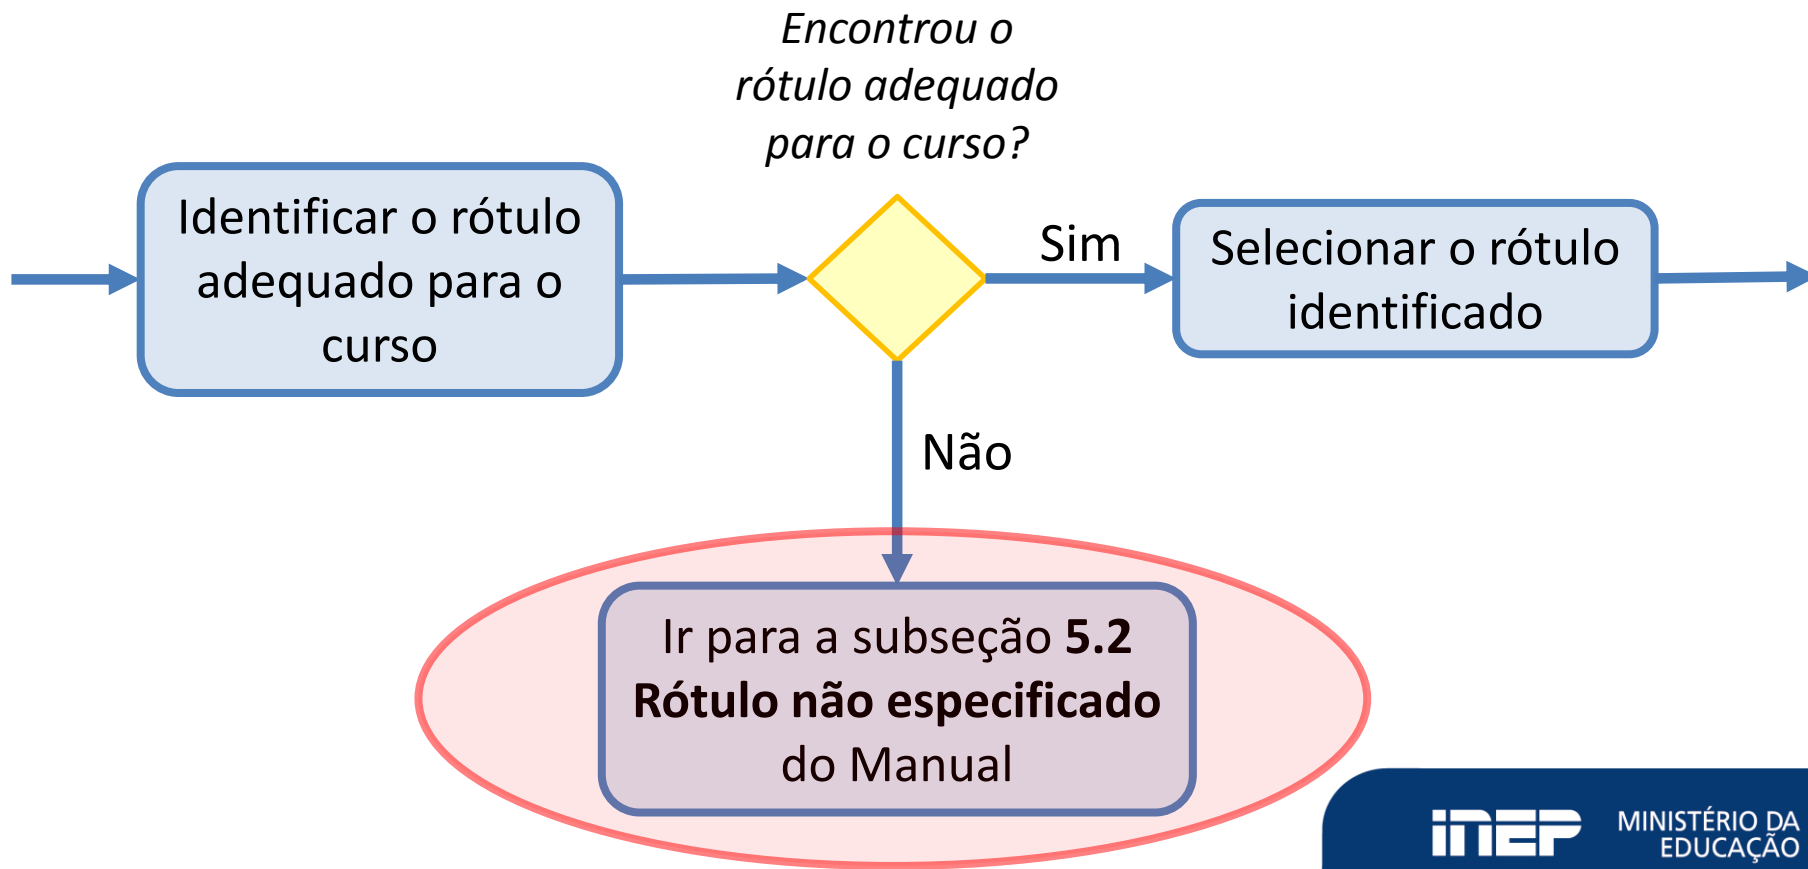 Encontrou o
rótulo adequado
para o curso?
Identificar o rótulo
adequado para o
curso
Sim
Selecionar o rótulo
identificado
Não
Ir para a subseção 5.2
Rótulo não especificado
do Manual
inep
MINISTÉRIO DA
EDUCAÇÃO